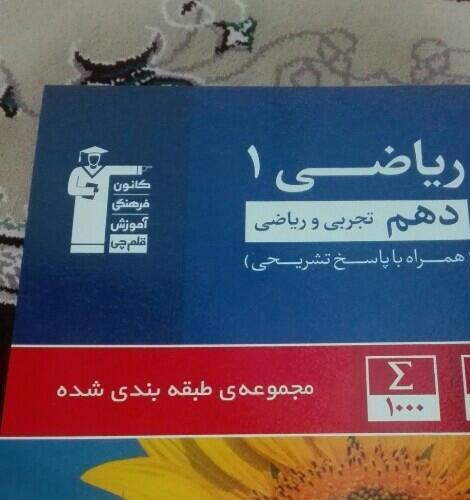 ریاضی ۱
دهم تجربی و ریاضی
(همراه با پاسخ تشریحی)
کانون
فرهنگی
آموزش
قلم‌چی
مجموعه‌ی طبقه بندی شده
Σ
۱۰۰۰